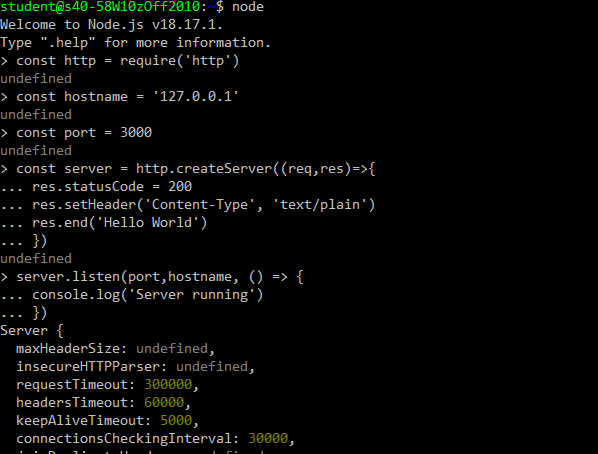 student@s40-58W10zOff2010:~$ node
Welcome to Node.js v18.17.1.
Type ".help" for more information.
> const http = require('http')
undefined
> const hostname = '127.0.0.1'
undefined
> const port = 3000
undefined
> const server = http.createServer((req,res)=>{
... res.statusCode = 200
... res.setHeader('Content-Type', 'text/plain')
... res.end('Hello World')
... })
undefined
> server.listen(port,hostname, () => {
... console.log('Server running')
... })
Server {
  maxHeaderSize: undefined,
  insecureHTTPParser: undefined,
  requestTimeout: 300000,
  headersTimeout: 60000,
  keepAliveTimeout: 5000,
  connectionsCheckingInterval: 30000,